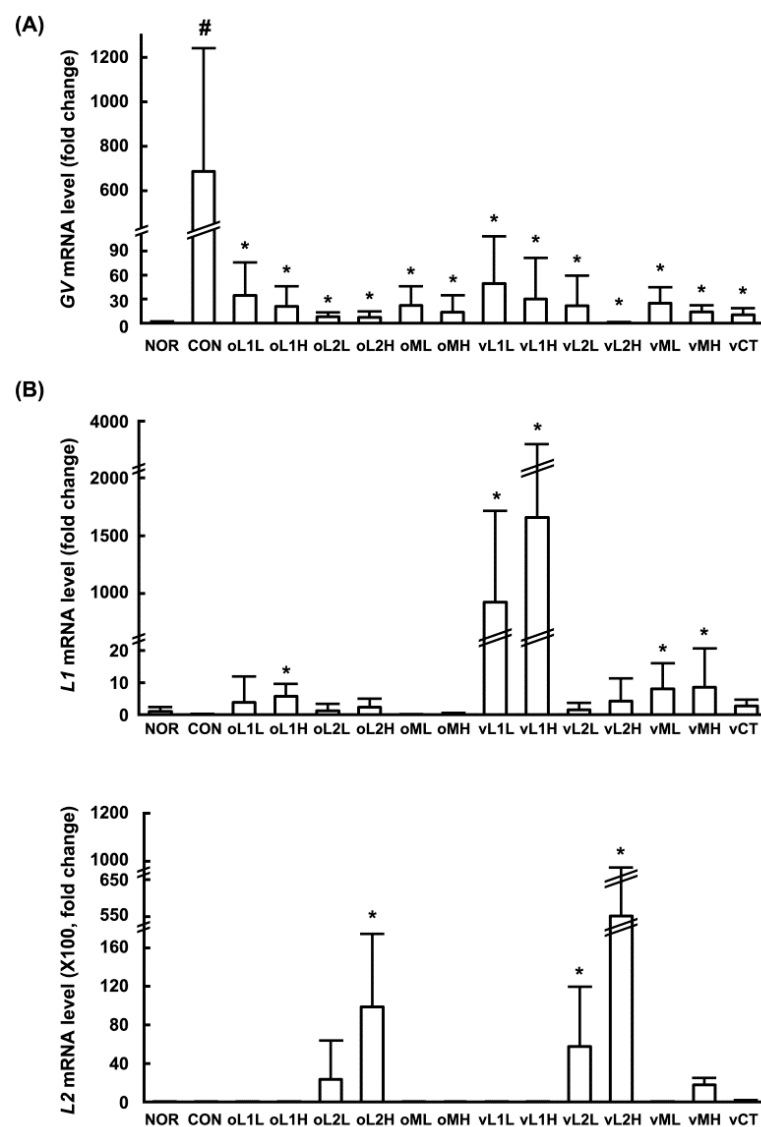 (A)
#
GV mRNA level (fold change)
1200
1000
800
600
90
60
30
0
* * * * * * * * * * * * *
NOR CON oL1L oL1H oL2L oL2H oML oMH vL1L vL1H vL2L vL2H vML vMH vCT
(B)
L1 mRNA level (fold change)
4000
2000
1500
1000
20
10
0
* * * * *
NOR CON oL1L oL1H oL2L oL2H oML oMH vL1L vL1H vL2L vL2H vML vMH vCT
L2 mRNA level (X100, fold change)
1200
1000
650
550
160
120
80
40
0
* * *
NOR CON oL1L oL1H oL2L oL2H oML oMH vL1L vL1H vL2L vL2H vML vMH vCT